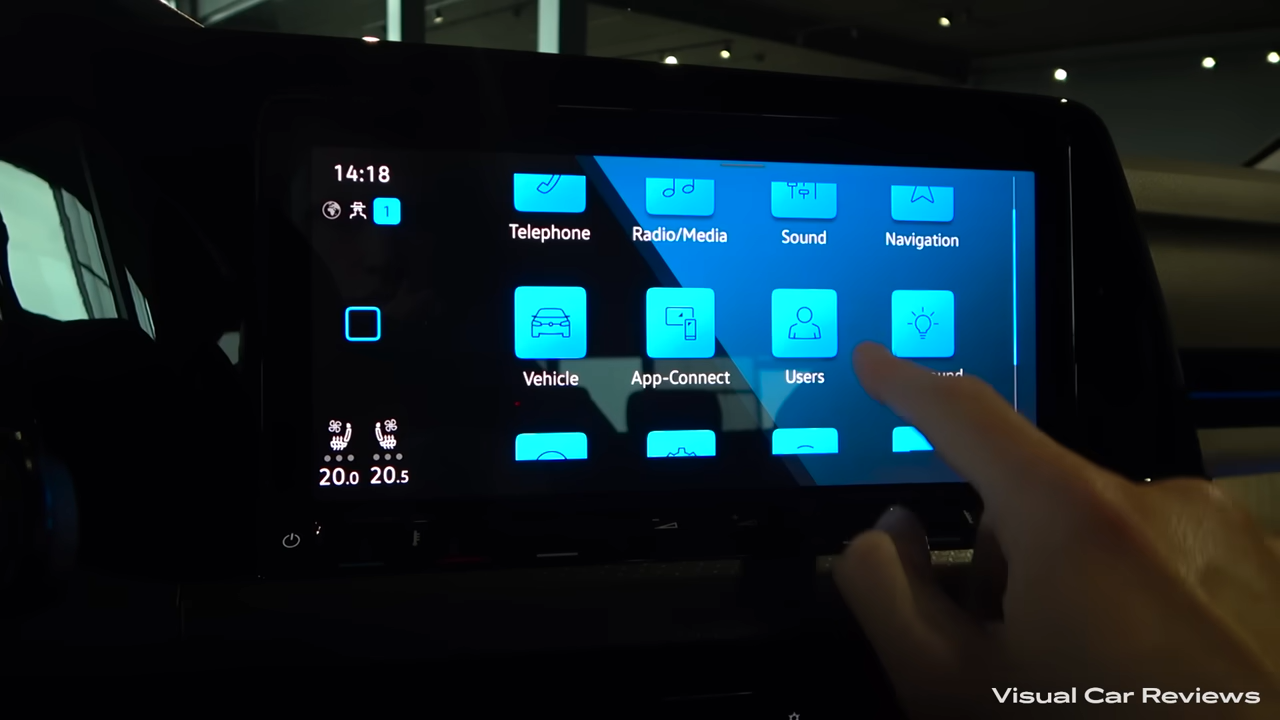 14:18
1
Telephone
Radio/Media
Sound
Navigation
Vehicle
App-Connect
Users
20.0 20.5
Visual Car Reviews